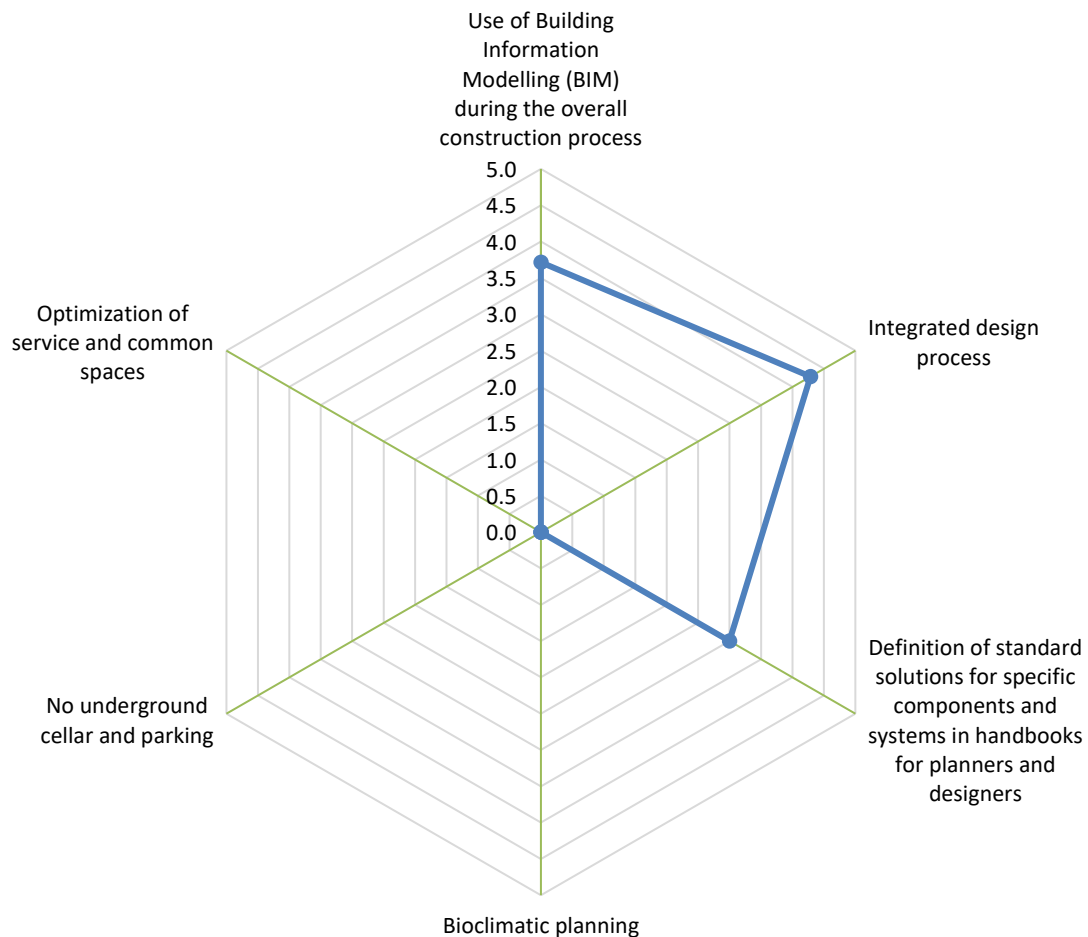 Use of Building
Information
Modelling (BIM)
during the overall
construction process
5.0
4.5
4.0
3.5
3.0
2.5
2.0
1.5
1.0
0.5
0.0
Integrated design
process
Definition of standard
solutions for specific
components and
systems in handbooks
for planners and
designers
Bioclimatic planning
No underground
cellar and parking
Optimization of
service and common
spaces